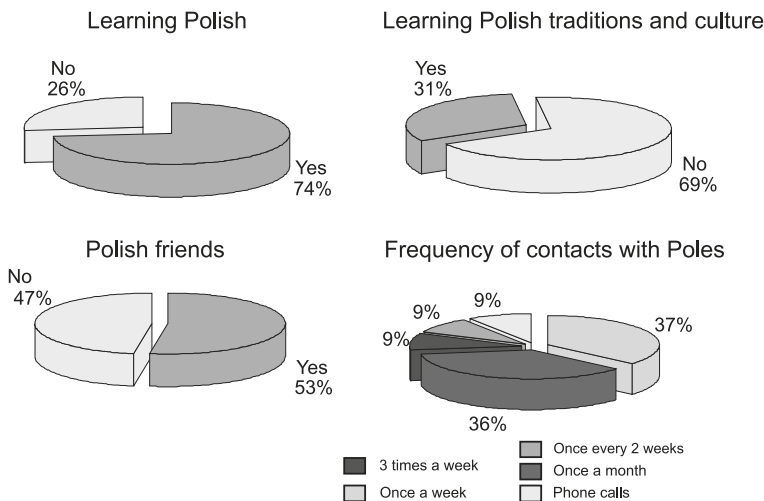 Learning Polish
No
26%
Yes
74%
Learning Polish traditions and culture
Yes
31%
No
69%
Polish friends
No
47%
Yes
53%
Frequency of contacts with Poles
9%
9%
9%
37%
36%
3 times a week
Once a week
Once every 2 weeks
Once a month
Phone calls